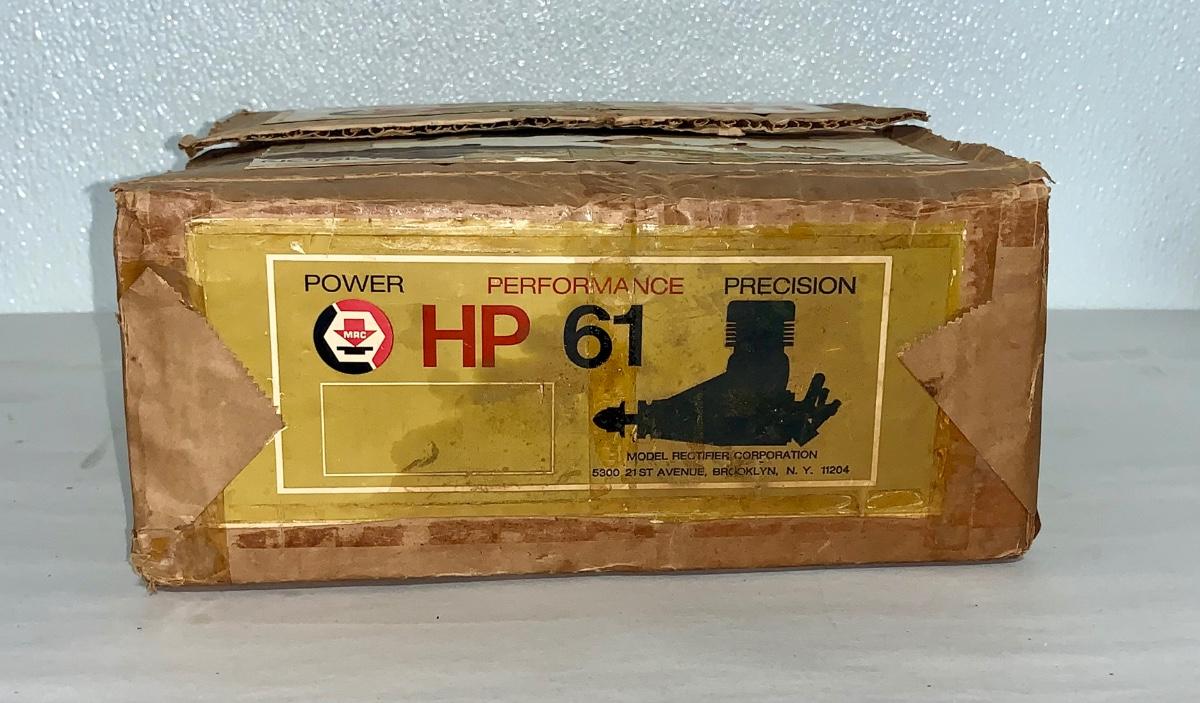 POWER PERFORMANCE PRECISION
MRC
HP 61
MODEL RECTIFIER CORPORATION
5300 21ST AVENUE, BROOKLYN, N. Y. 11204